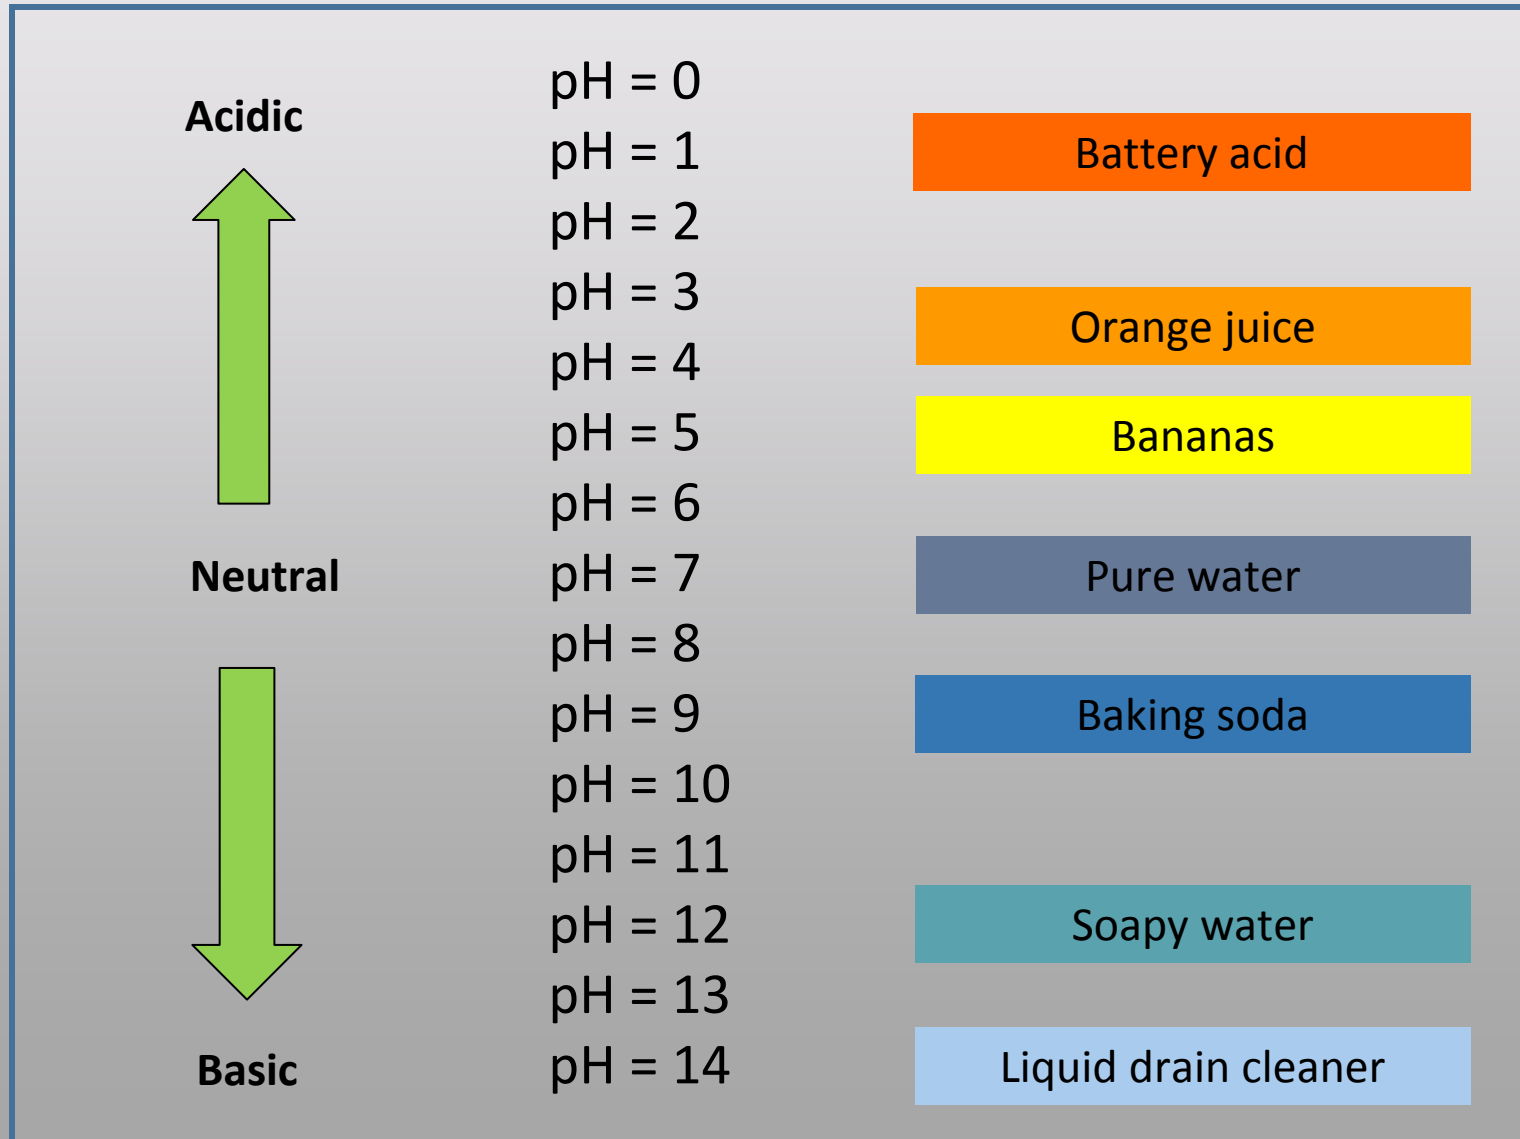 Acidic
Neutral
Basic
pH = 0
pH = 1
pH = 2
pH = 3
pH = 4
pH = 5
pH = 6
pH = 7
pH = 8
pH = 9
pH = 10
pH = 11
pH = 12
pH = 13
pH = 14
Battery acid
Orange juice
Bananas
Pure water
Baking soda
Soapy water
Liquid drain cleaner